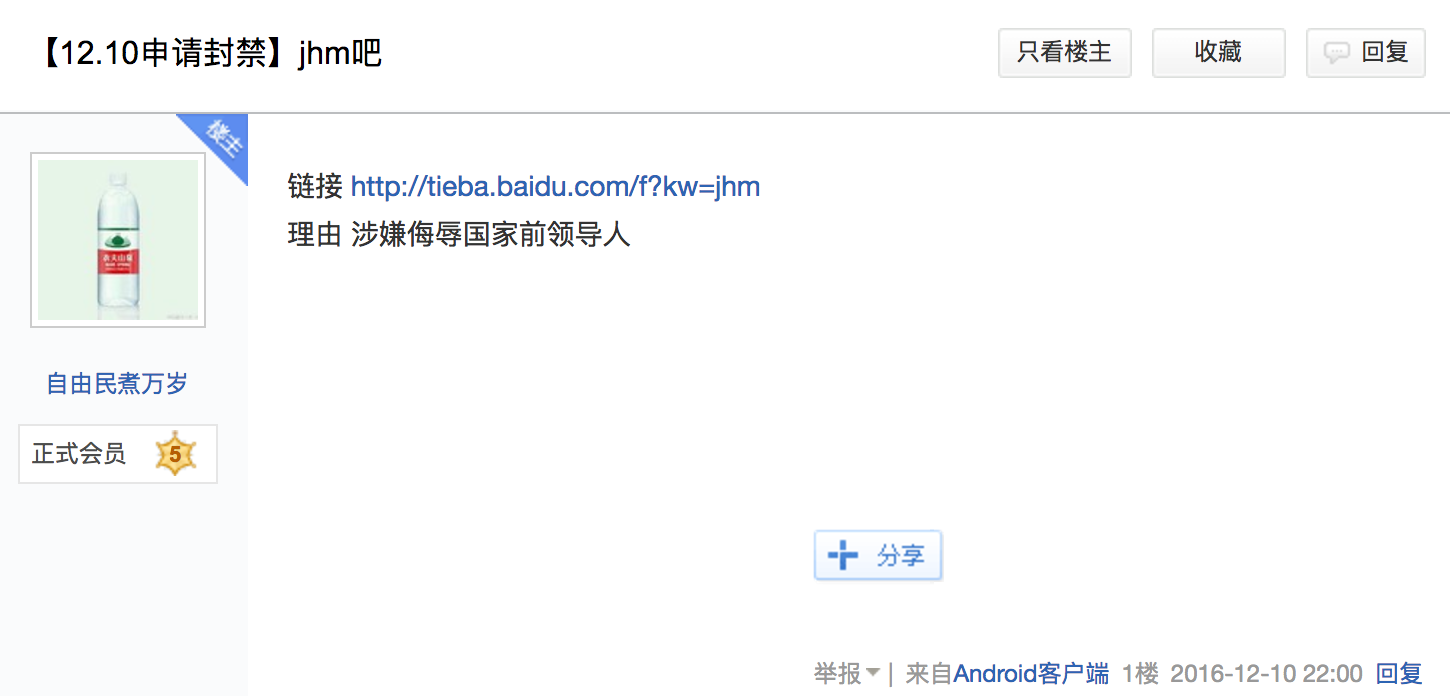 【12.10申请封禁】jhm吧
只看楼主
收藏
回复
楼主
链接 http://tieba.baidu.com/f?kw=jhm
理由 涉嫌侮辱国家前领导人
农夫山泉
自由民煮万岁
正式会员 5
分享
举报 | 来自Android客户端 1楼 2016-12-10 22:00 回复